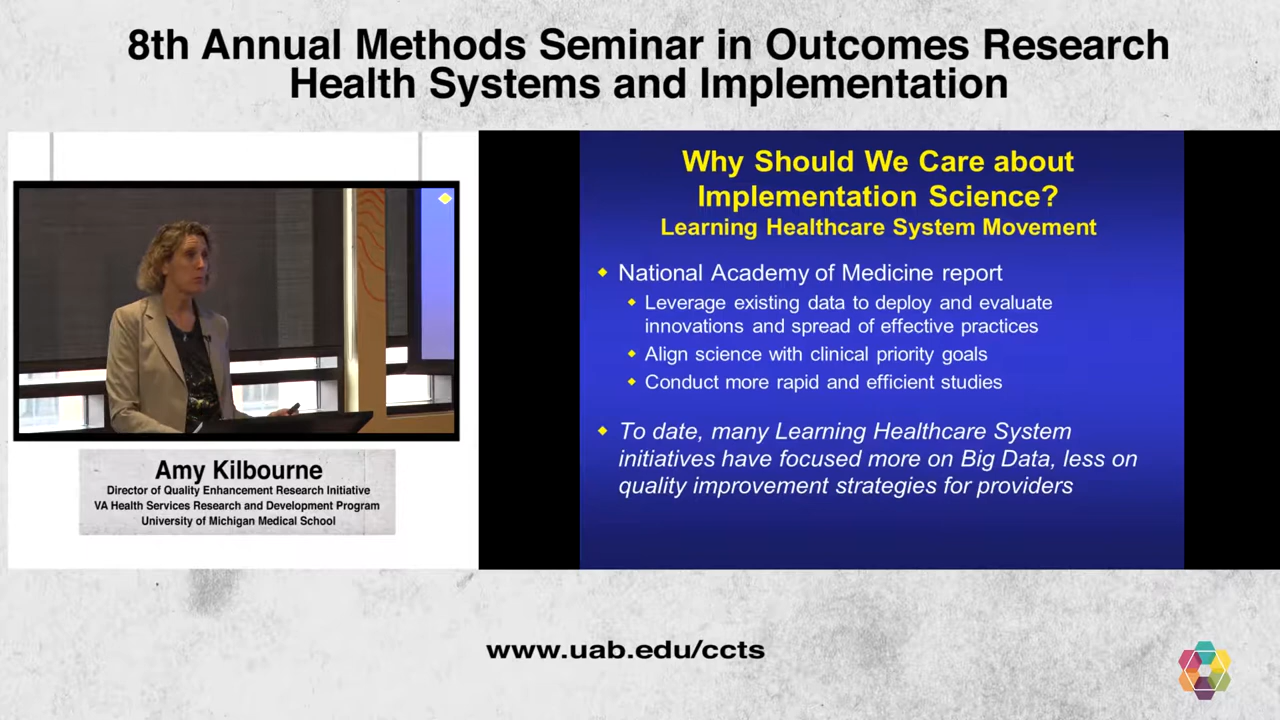 8th Annual Methods Seminar in Outcomes Research
Health Systems and Implementation
Why Should We Care about
Implementation Science?
Learning Healthcare System Movement
National Academy of Medicine report
Leverage existing data to deploy and evaluate
innovations and spread of effective practices
Align science with clinical priority goals
Conduct more rapid and efficient studies
To date, many Learning Healthcare System
initiatives have focused more on Big Data, less on
quality improvement strategies for providers
Amy Kilbourne
Director of Quality Enhancement Research Initiative
VA Health Services Research and Development Program
University of Michigan Medical School
www.uab.edu/ccts